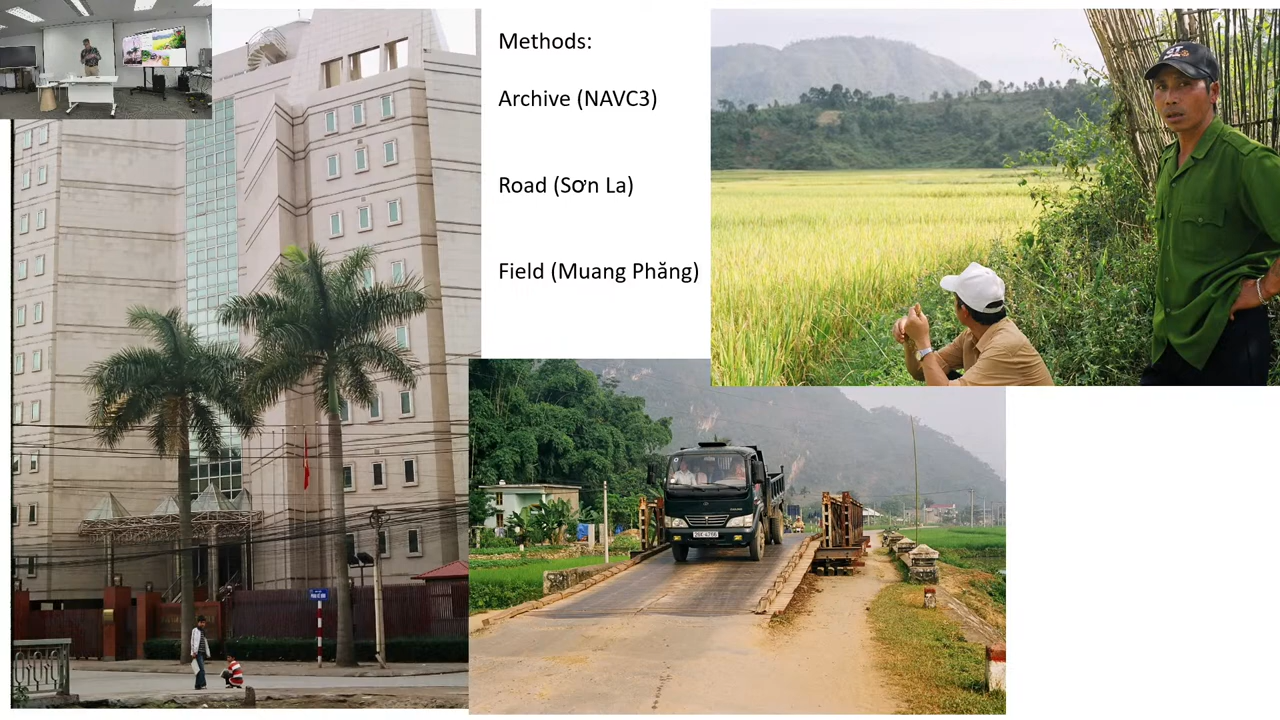 Methods:
Archive (NAVC3)
Road (Sơn La)
Field (Muang Phăng)